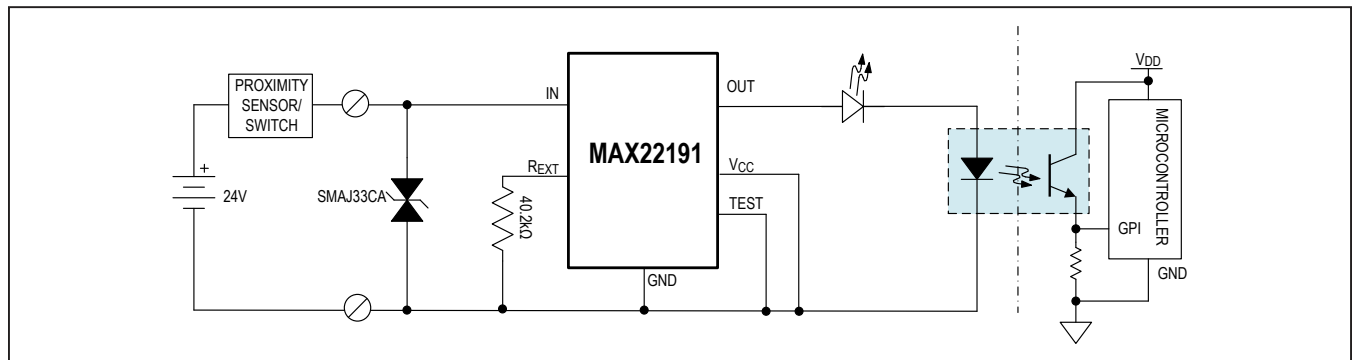 PROXIMITY
SENSOR/
SWITCH
24V
SMAJ33CA
IN
REXT
40.2kΩ
MAX22191
OUT
VCC
TEST
GND
VDD
MICROCONTROLLER
GPI
GND